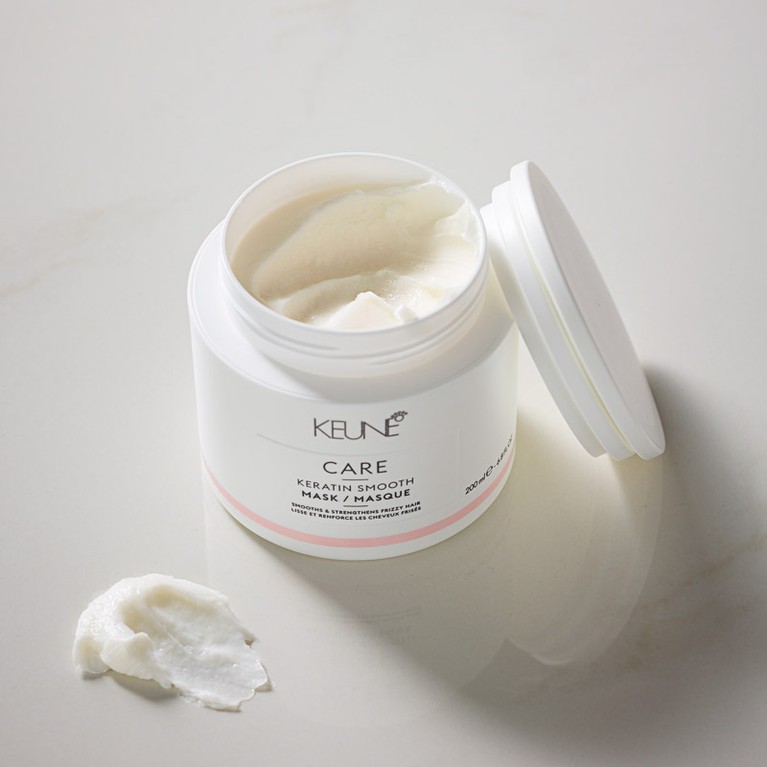 KEUNE
CARE
KERATIN SMOOTH
MASK / MASQUE
SMOOTHS & STRENGTHENS FRIZZY HAIR
LISSE ET RENFORCE LES CHEVEUX FRISÉS
200 ml ℮